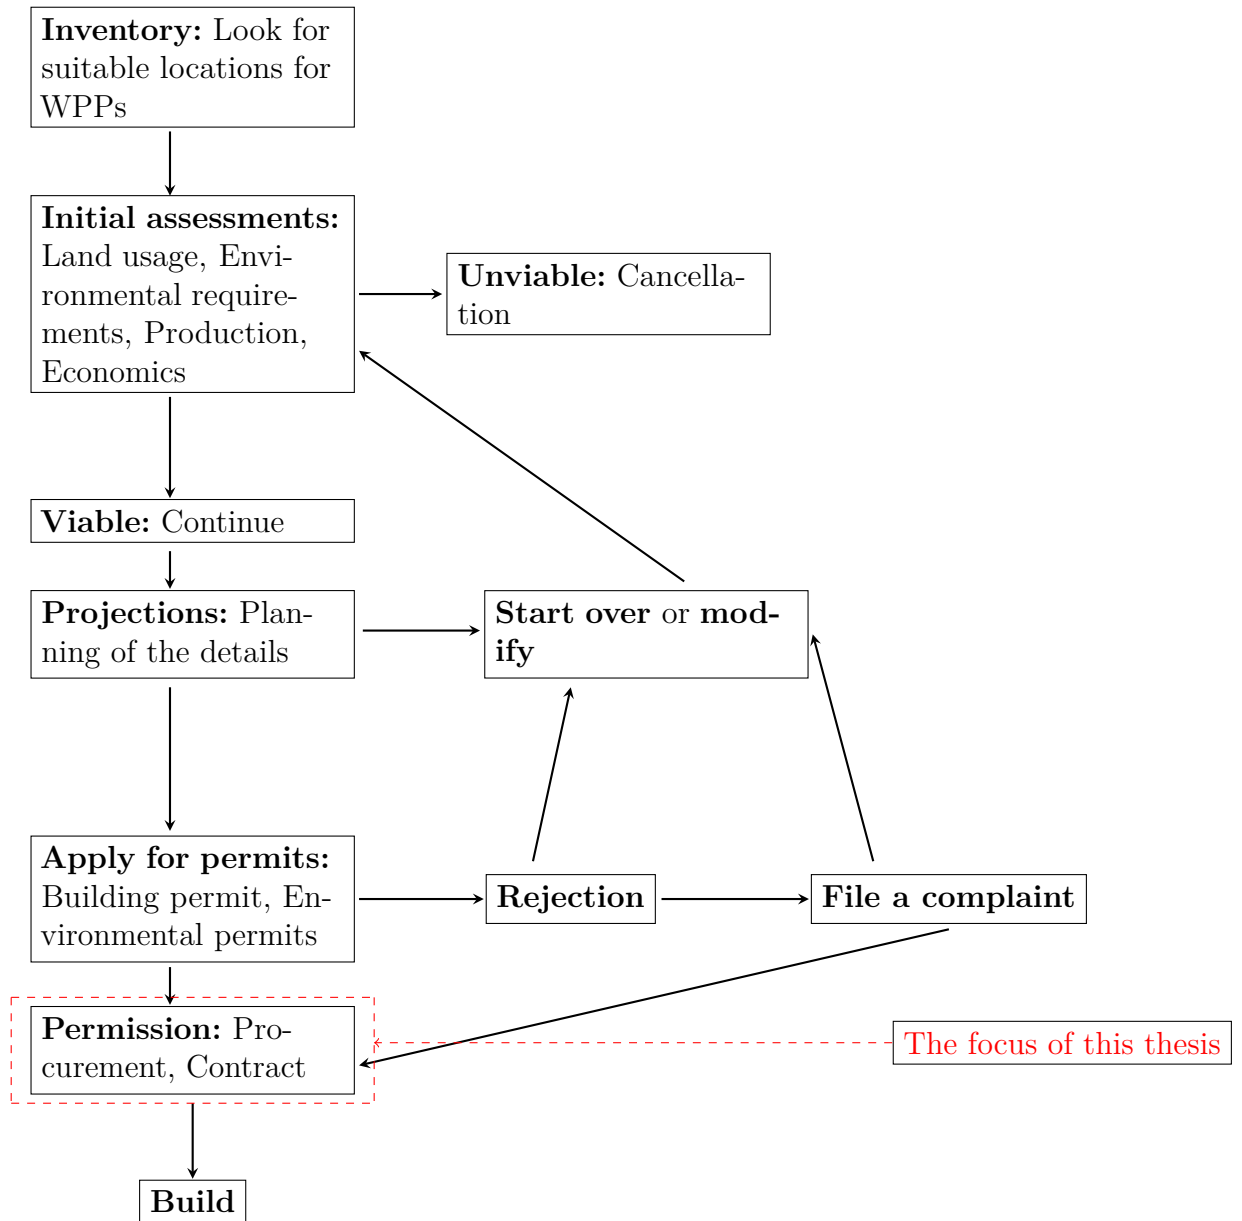 Inventory: Look for
suitable locations for
WPPs
Initial assessments:
Land usage, Envi-
ronmental require-
ments, Production,
Economics
Unviable: Cancella-
tion
Viable: Continue
Projections: Plan-
ning of the details
Start over or mod-
ify
Apply for permits:
Building permit, En-
vironmental permits
Rejection
File a complaint
Permission: Pro-
curement, Contract
The focus of this thesis
Build